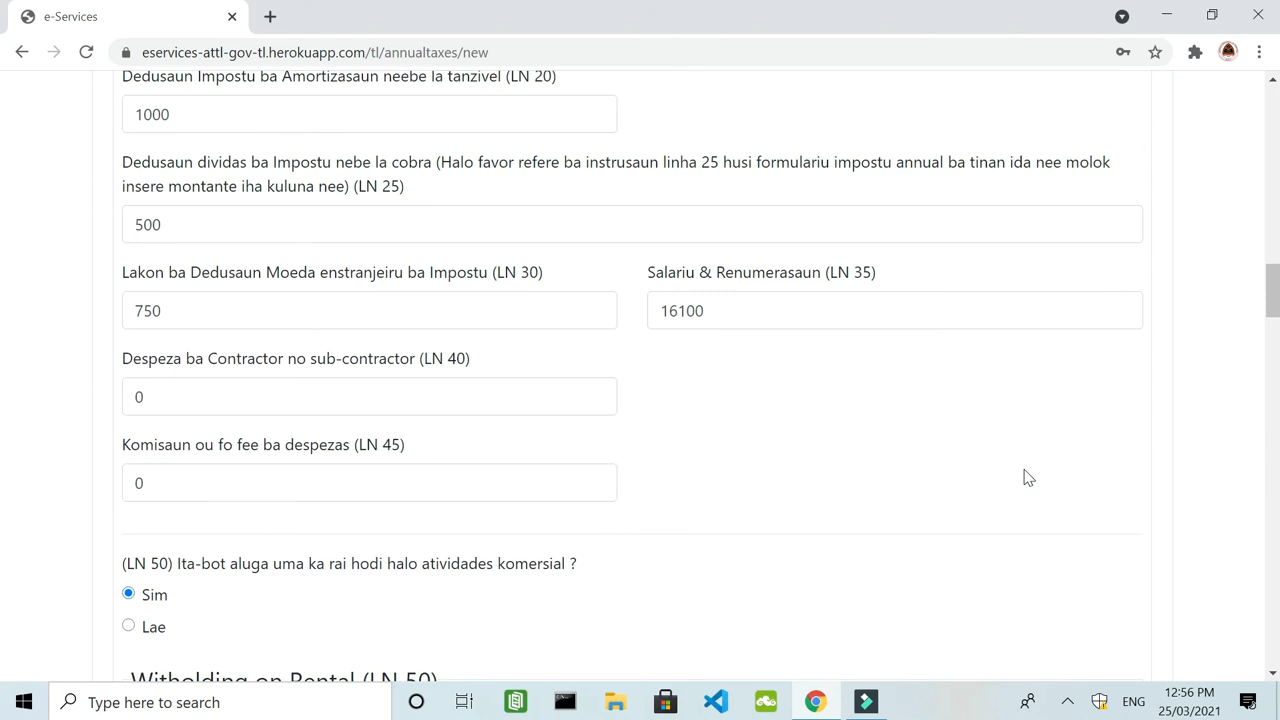 e-Services
eservices-attl-gov-tl.herokuapp.com/tl/annualtaxes/new
Dedusaun Impostu ba Amortizasaun neebe la tanzivel (LN 20)
1000
Dedusaun dividas ba Impostu nebe la cobra (Halo favor refere ba instrusaun linha 25 husi formulariu impostu annual ba tinan ida nee molok
insere montante iha kuluna nee) (LN 25)
500
Lakon ba Dedusaun Moeda enstranjeiru ba Impostu (LN 30)
Salariu & Renumerasaun (LN 35)
750
16100
Despeza ba Contractor no sub-contractor (LN 40)
0
Komisaun ou fo fee ba despezas (LN 45)
0
(LN 50) Ita-bot aluga uma ka rai hodi halo atividades komersial ?
Sim
Lae
Witholding on Rental (LN 50)
Type here to search
ENG
12:56 PM
25/03/2021